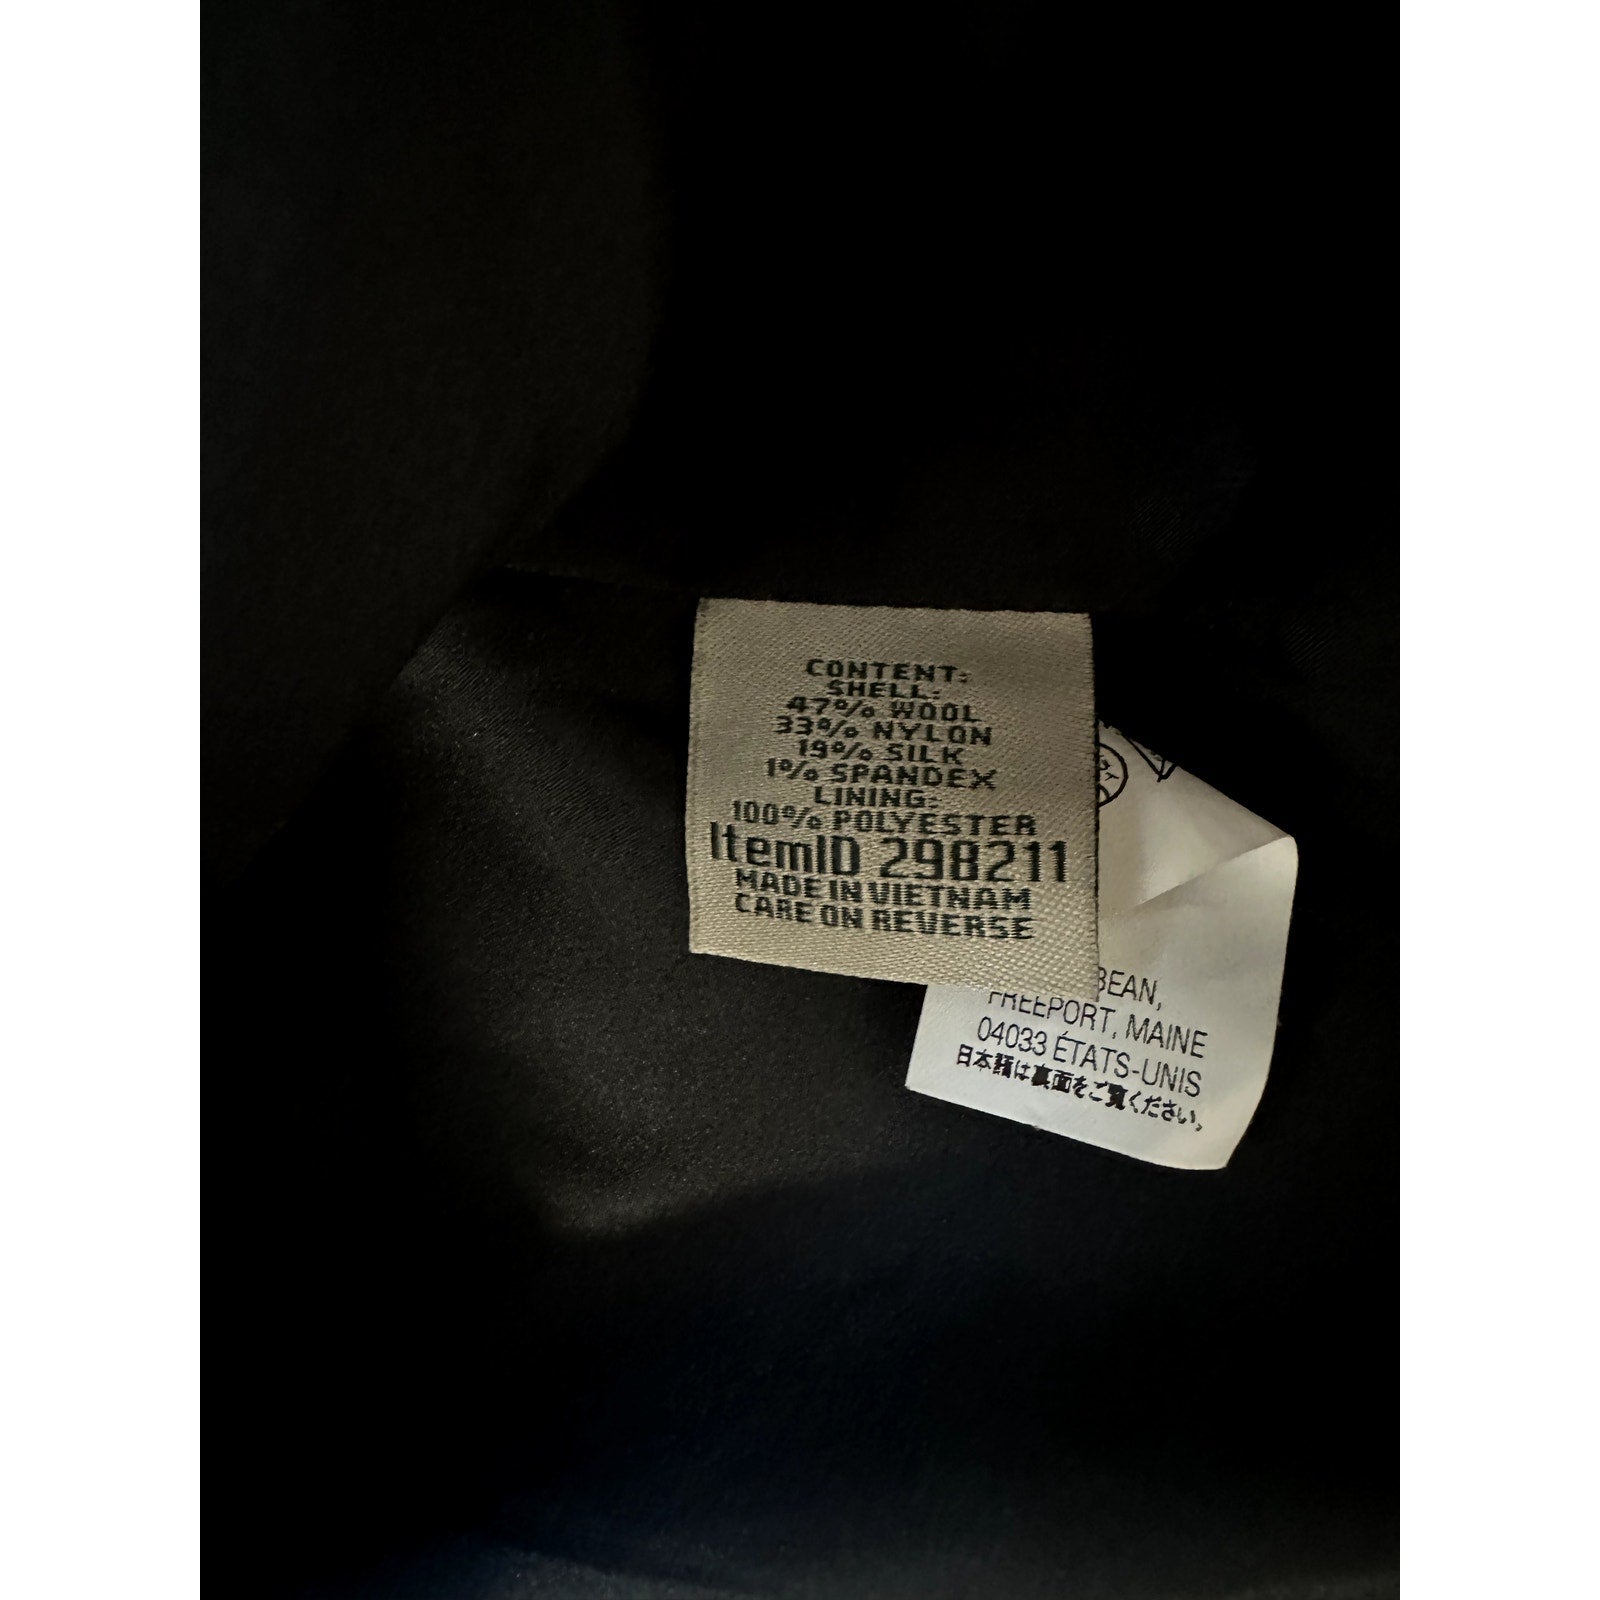 CONTENT:
SHELL:
47% WOOL
33% NYLON
19% SILK
1% SPANDEX
LINING:
100% POLYESTER
ItemID 298211
MADE IN VIETNAM
CARE ON REVERSE
BEAN,
FREEPORT, MAINE
04033 ÉTATS-UNIS
日本語は裏面をご覧ください。